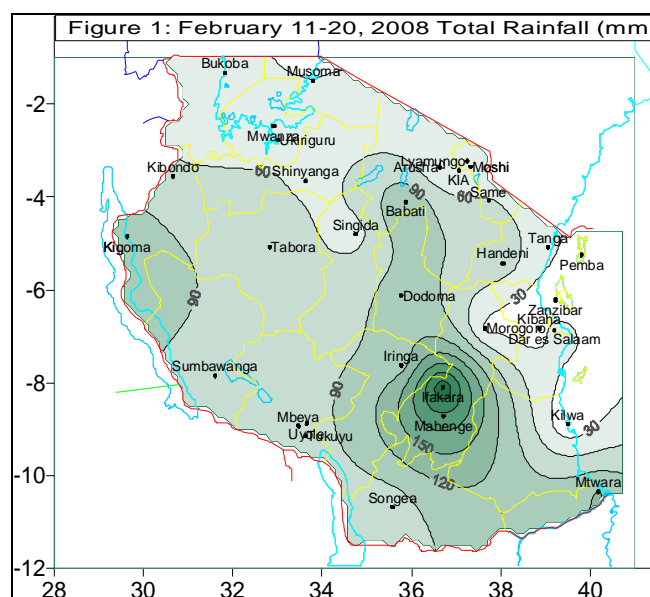 Figure 1: February 11-20, 2008 Total Rainfall (mm
Bukoba
Musoma
-2
Mwanza
Ukiriguru
Lyamungo
Kibondo
60
Shinyanga
Arusha
Moshi
KIA
90
60
Same
-4
Babati
Singida
Kigoma
Tabora
Tanga
Handeni
Pemba
-6
90
Dodoma
30
Zanzibar
Kibaha
Morogoro
Dar es Salaam
Iringa
Sumbawanga
-8
90
Ifakara
Mbeya
Mahenge
Kilwa
Uyole
Tukuyu
30
150
-10
120
Mtwara
Songea
-12
28
30
32
34
36
38
40